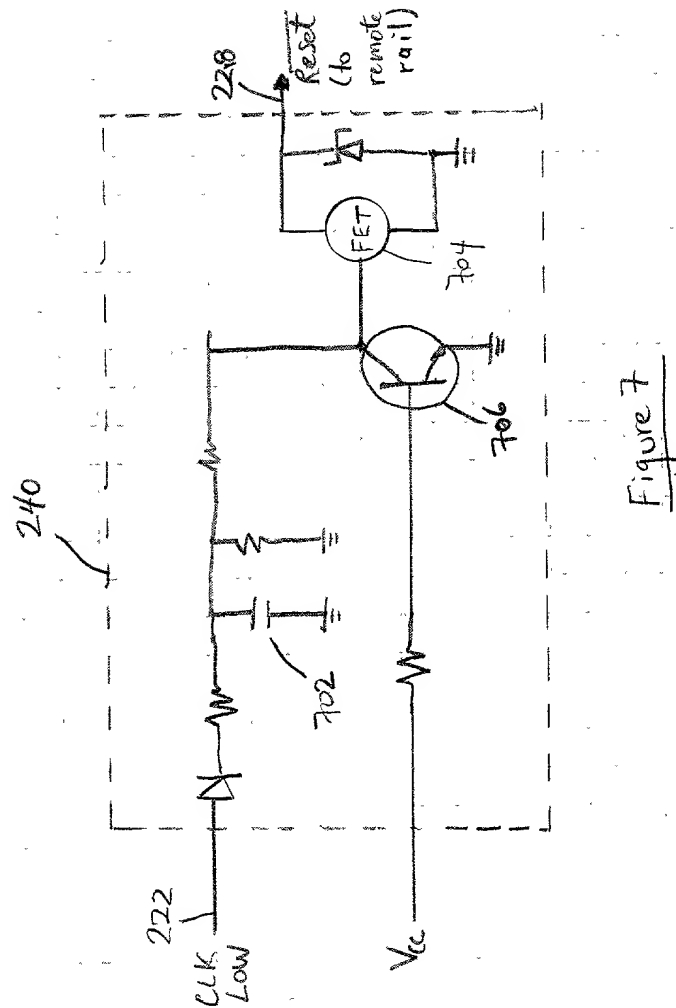 240
CLK
Low
222
702
Vcc
706
FET
704
228
Reset
(to
remote
rail)
Figure 7